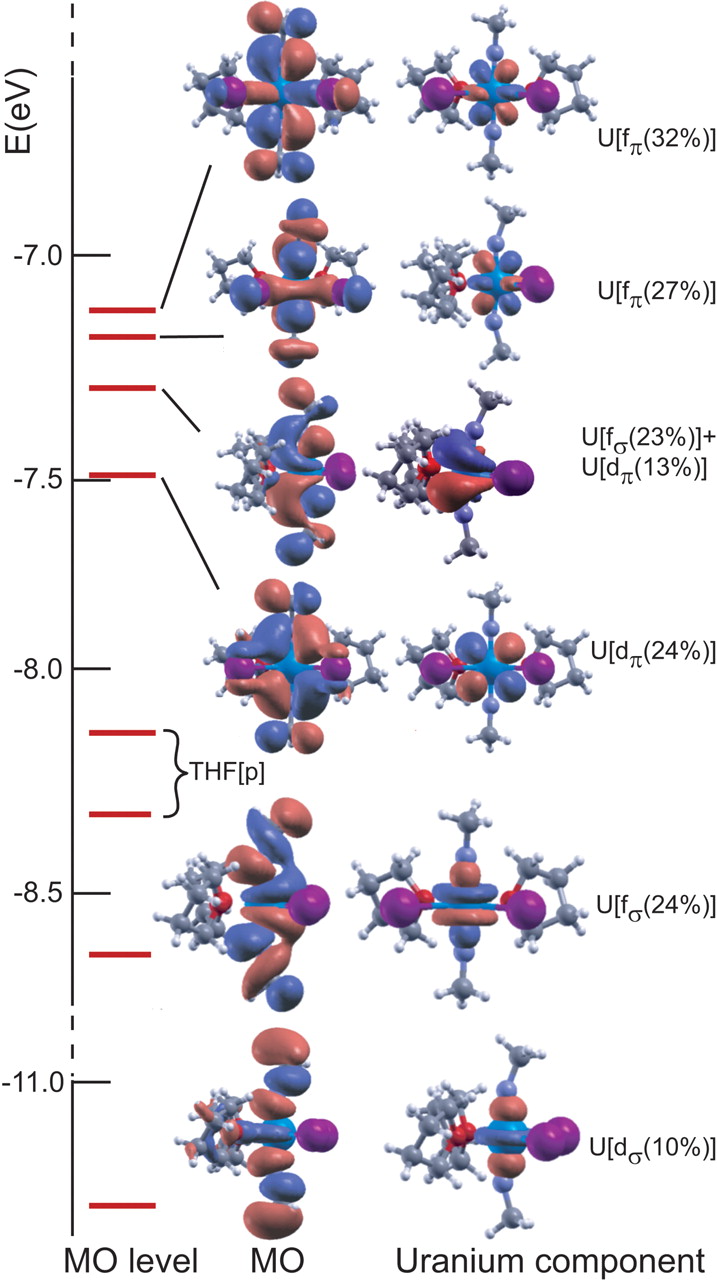 E(eV)
U[fπ(32%)]
-7.0
U[fπ(27%)]
U[fσ(23%)]+
U[dπ(13%)]
-7.5
U[dπ(24%)]
-8.0
THF[p]
-8.5
U[fσ(24%)]
-11.0
U[dσ(10%)]
MO level MO Uranium component